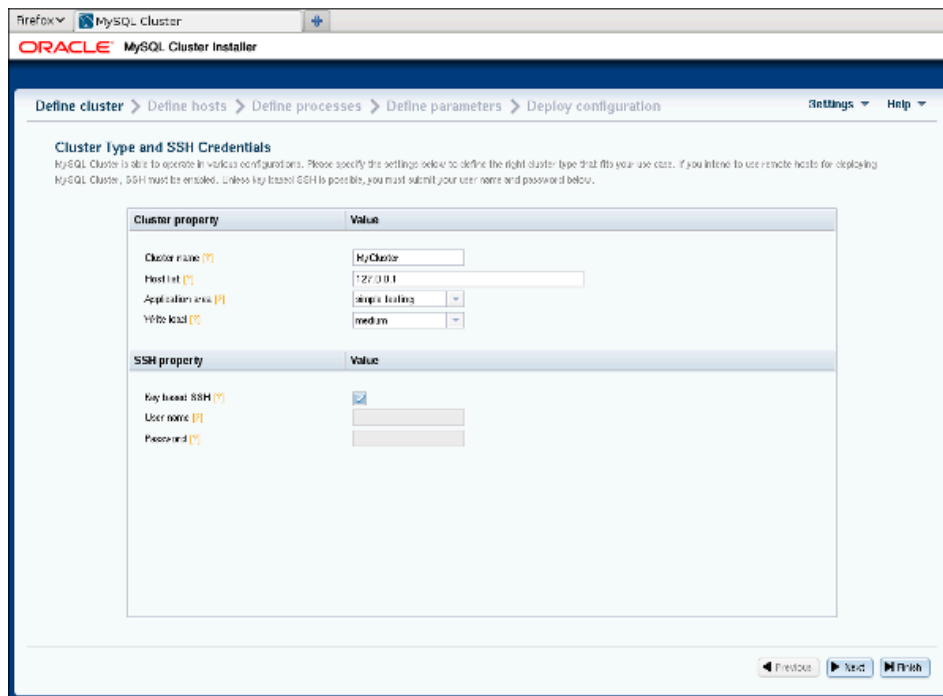 Firefox
MySQL Cluster
ORACLE MySQL Cluster Installer
Define cluster > Define hosts > Define processes > Define parameters > Deploy configuration
Settings Help
Cluster Type and SSH Credentials
MySQL Cluster is able to operate in various configurations. Please specify the settings below to define the right cluster type that fits your use case. If you intend to use remote hosts for deploying
MySQL Cluster, SSH must be enabled. Unless key based SSH is possible, you must submit your user name and password below.
Cluster property Value
Cluster name [?] MyCluster
Host list [?] 127.0.0.1
Application area [?] simple testing
Write load [?] medium
SSH property Value
Key based SSH [?]
User name [?]
Password [?]
Previous Next Finish